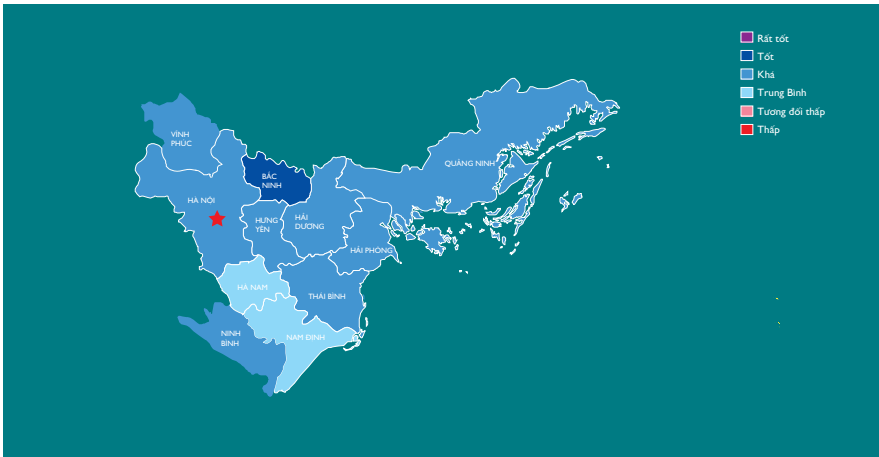 Rất tốt
Tốt
Khá
Trung Bình
Tương đối thấp
Thấp
VĨNH
PHÚC
BẮC
NINH
QUẢNG NINH
HÀ NỘI
HƯNG
YÊN
HẢI
DƯƠNG
HẢI PHONG
HÀ NAM
THÁI BÌNH
NINH
BÌNH
NAM ĐỊNH